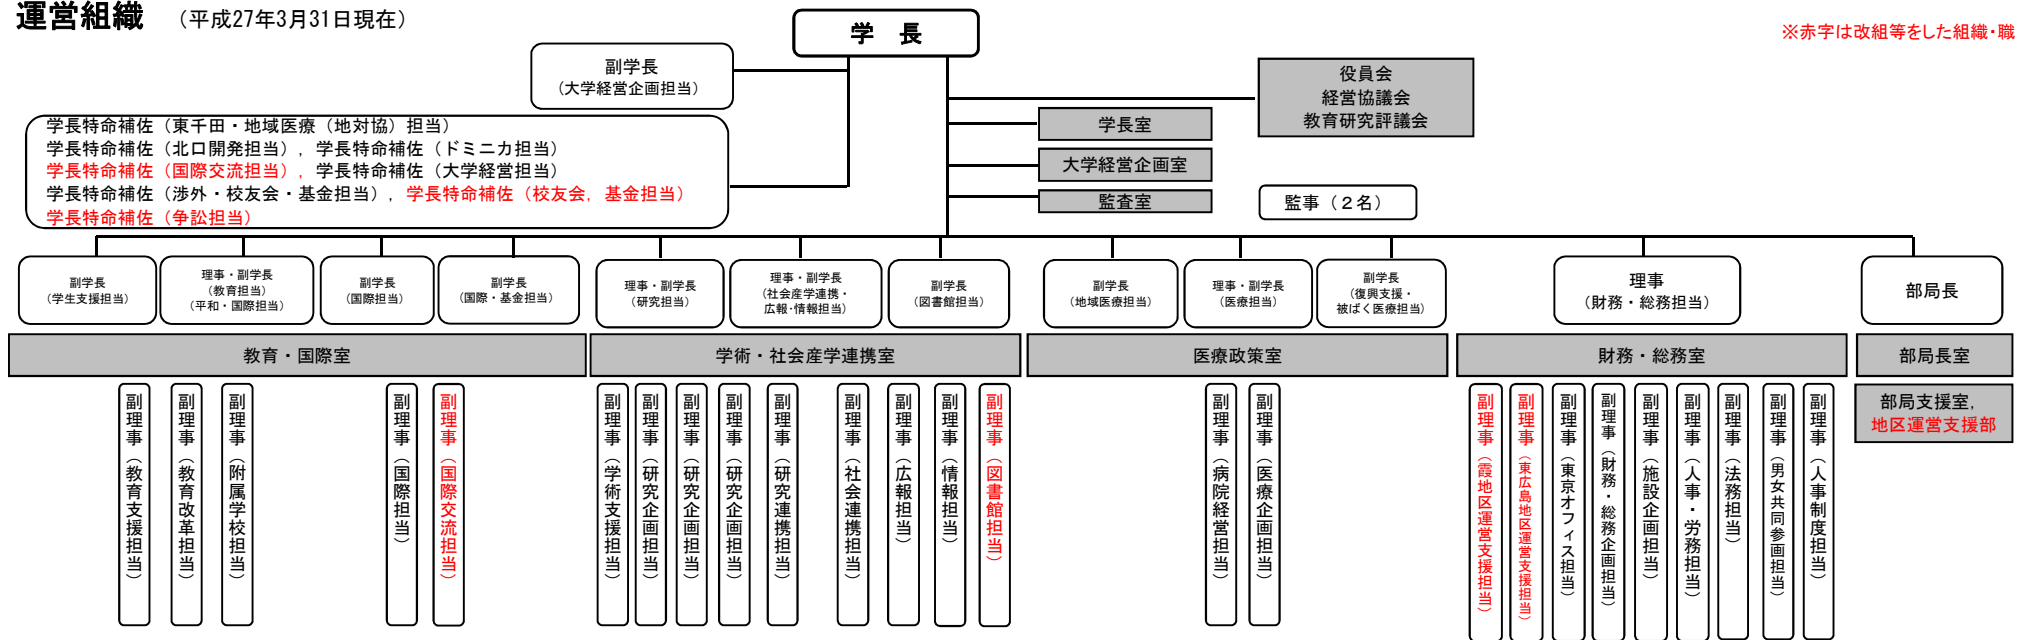 運営組織 （平成27年3月31日現在）
学　長
※赤字は改組等をした組織・職
副学長
（大学経営企画担当）
役員会
経営協議会
教育研究評議会
学長室
大学経営企画室
監査室
監事（２名）
学長特命補佐（東千田・地域医療（地対協）担当）
学長特命補佐（北口開発担当），学長特命補佐（ドミニカ担当）
学長特命補佐（国際交流担当），学長特命補佐（大学経営担当）
学長特命補佐（渉外・校友会・基金担当），学長特命補佐（校友会，基金担当）
学長特命補佐（争訟担当）
副学長
（学生支援担当）
理事・副学長
（教育担当）
（平和・国際担当）
副学長
（国際担当）
副学長
（国際・基金担当）
理事・副学長
（研究担当）
理事・副学長
（社会産学連携・
広報・情報担当）
副学長
（図書館担当）
副学長
（地域医療担当）
理事・副学長
（医療担当）
副学長
（復興支援・
被ばく医療担当）
理事
（財務・総務担当）
部局長
教育・国際室
学術・社会産学連携室
医療政策室
財務・総務室
部局長室
副理事（教育支援担当）
副理事（教育改革担当）
副理事（附属学校担当）
副理事（国際担当）
副理事（国際交流担当）
副理事（学術支援担当）
副理事（研究企画担当）
副理事（研究企画担当）
副理事（研究企画担当）
副理事（研究連携担当）
副理事（社会連携担当）
副理事（広報担当）
副理事（情報担当）
副理事（図書館担当）
副理事（病院経営担当）
副理事（医療企画担当）
副理事（霞地区運営支援担当）
副理事（東広島地区運営支援担当）
副理事（東京オフィス担当）
副理事（財務・総務企画担当）
副理事（施設企画担当）
副理事（人事・労務担当）
副理事（法務担当）
副理事（男女共同参画担当）
副理事（人事制度担当）
部局支援室，
地区運営支援部